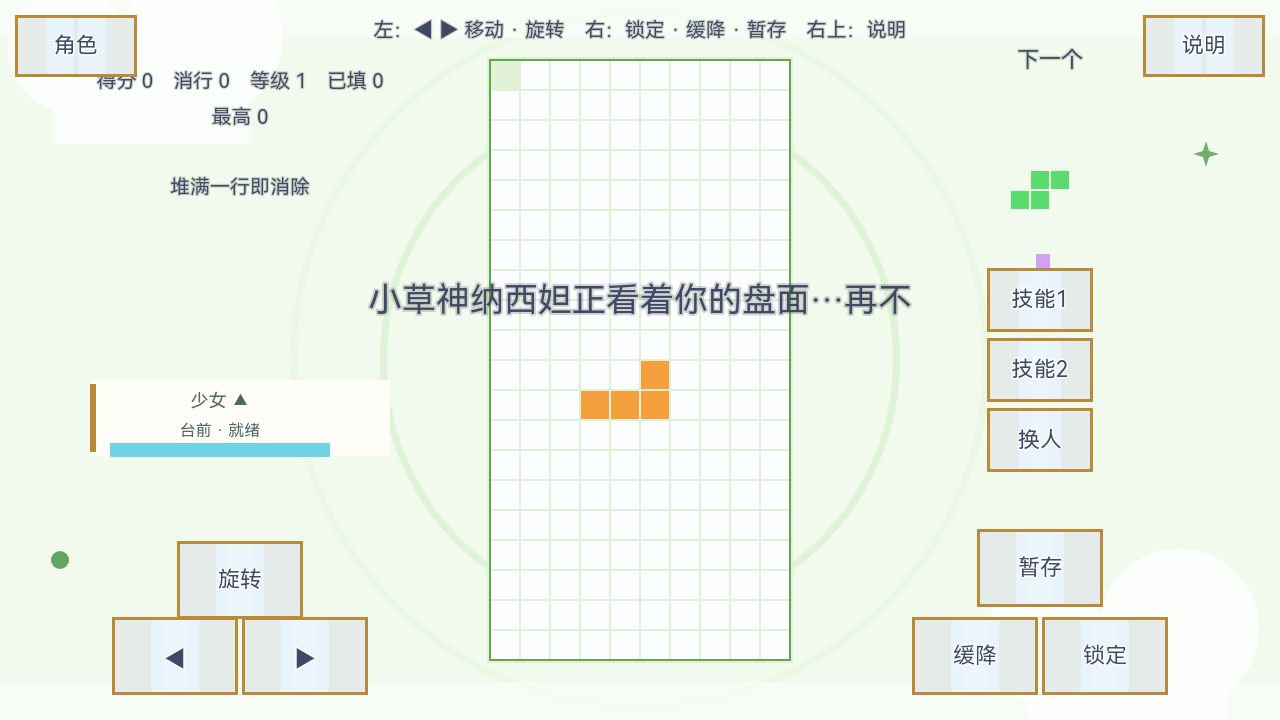 左: ◀ ▶ 移动 · 旋转 右: 锁定 · 缓降 · 暂存 右上: 说明
角色
说明
下一个
得分 0 消行 0 等级 1 已填 0
最高 0
堆满一行即消除
小草神纳西妲正看着你的盘面…再不
技能1
技能2
换人
少女 ▲
台前 · 就绪
旋转
◀
▶
暂存
缓降
锁定